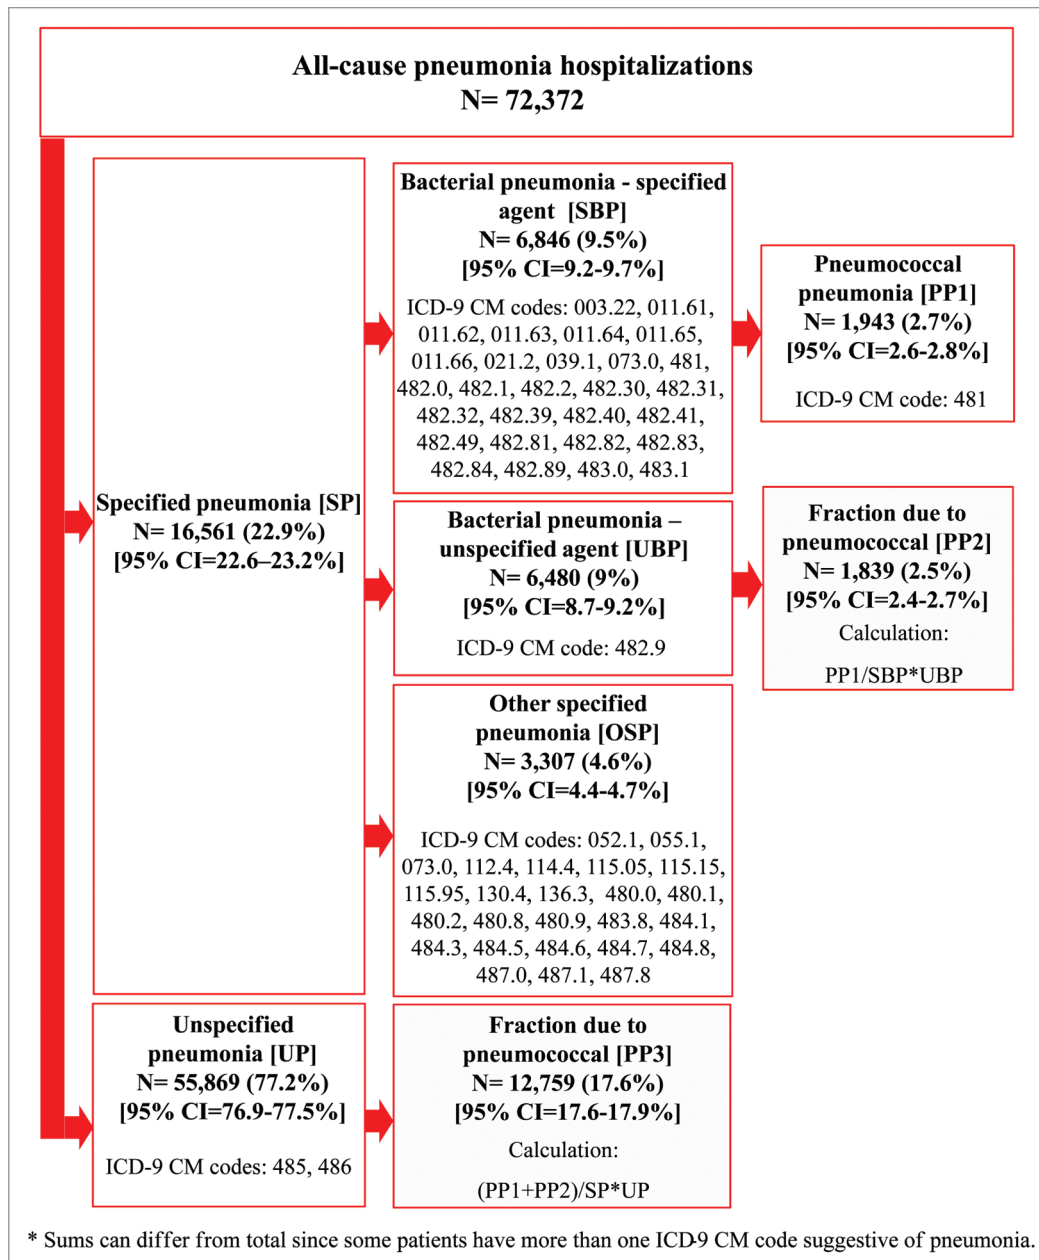 All-cause pneumonia hospitalizations
N= 72,372
Specified pneumonia [SP]
N= 16,561 (22.9%)
[95% CI=22.6–23.2%]
Bacterial pneumonia - specified
agent [SBP]
N= 6,846 (9.5%)
[95% CI=9.2-9.7%]
ICD-9 CM codes: 003.22, 011.61,
011.62, 011.63, 011.64, 011.65,
011.66, 021.2, 039.1, 073.0, 481,
482.0, 482.1, 482.2, 482.30, 482.31,
482.32, 482.39, 482.40, 482.41,
482.49, 482.81, 482.82, 482.83,
482.84, 482.89, 483.0, 483.1
Pneumococcal
pneumonia [PP1]
N= 1,943 (2.7%)
[95% CI=2.6-2.8%]
ICD-9 CM code: 481
Bacterial pneumonia –
unspecified agent [UBP]
N= 6,480 (9%)
[95% CI=8.7-9.2%]
ICD-9 CM code: 482.9
Fraction due to
pneumococcal [PP2]
N= 1,839 (2.5%)
[95% CI=2.4-2.7%]
Calculation:
PP1/SBP*UBP
Other specified
pneumonia [OSP]
N= 3,307 (4.6%)
[95% CI=4.4-4.7%]
ICD-9 CM codes: 052.1, 055.1,
073.0, 112.4, 114.4, 115.05, 115.15,
115.95, 130.4, 136.3, 480.0, 480.1,
480.2, 480.8, 480.9, 483.8, 484.1,
484.3, 484.5, 484.6, 484.7, 484.8,
487.0, 487.1, 487.8
Unspecified
pneumonia [UP]
N= 55,869 (77.2%)
[95% CI=76.9-77.5%]
ICD-9 CM codes: 485, 486
Fraction due to
pneumococcal [PP3]
N= 12,759 (17.6%)
[95% CI=17.6-17.9%]
Calculation:
(PP1+PP2)/SP*UP
* Sums can differ from total since some patients have more than one ICD-9 CM code suggestive of pneumonia.